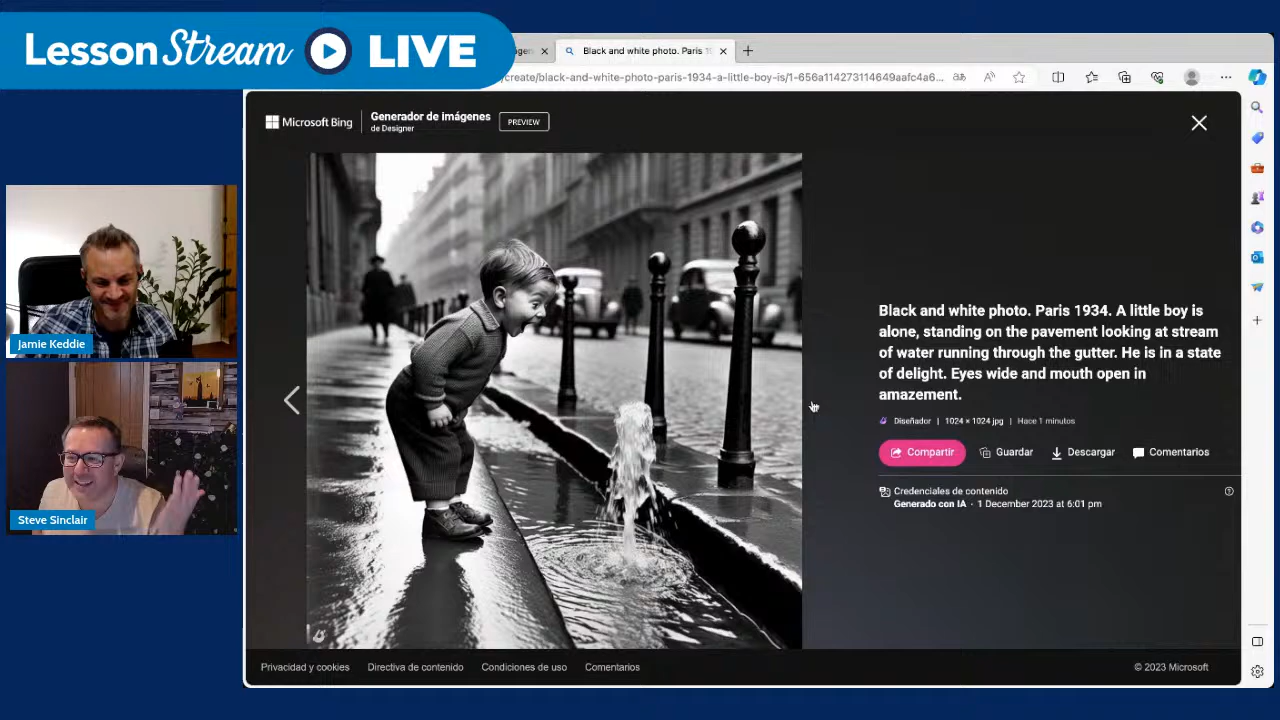 LessonStream LIVE
Black and white photo. Paris 19
/create/black-and-white-photo-paris-1934-a-little-boy-is/1-656a114273114649aafc4a6...
Microsoft Bing
Generador de imágenes
de Designer
PREVIEW
Jamie Keddie
Steve Sinclair
Black and white photo. Paris 1934. A little boy is
alone, standing on the pavement looking at stream
of water running through the gutter. He is in a state
of delight. Eyes wide and mouth open in
amazement.
Diseñador | 1024 × 1024 jpg | Hace 1 minutos
Compartir Guardar Descargar Comentarios
Credenciales de contenido
Generado con IA · 1 December 2023 at 6:01 pm
Privacidad y cookies Directiva de contenido Condiciones de uso Comentarios © 2023 Microsoft